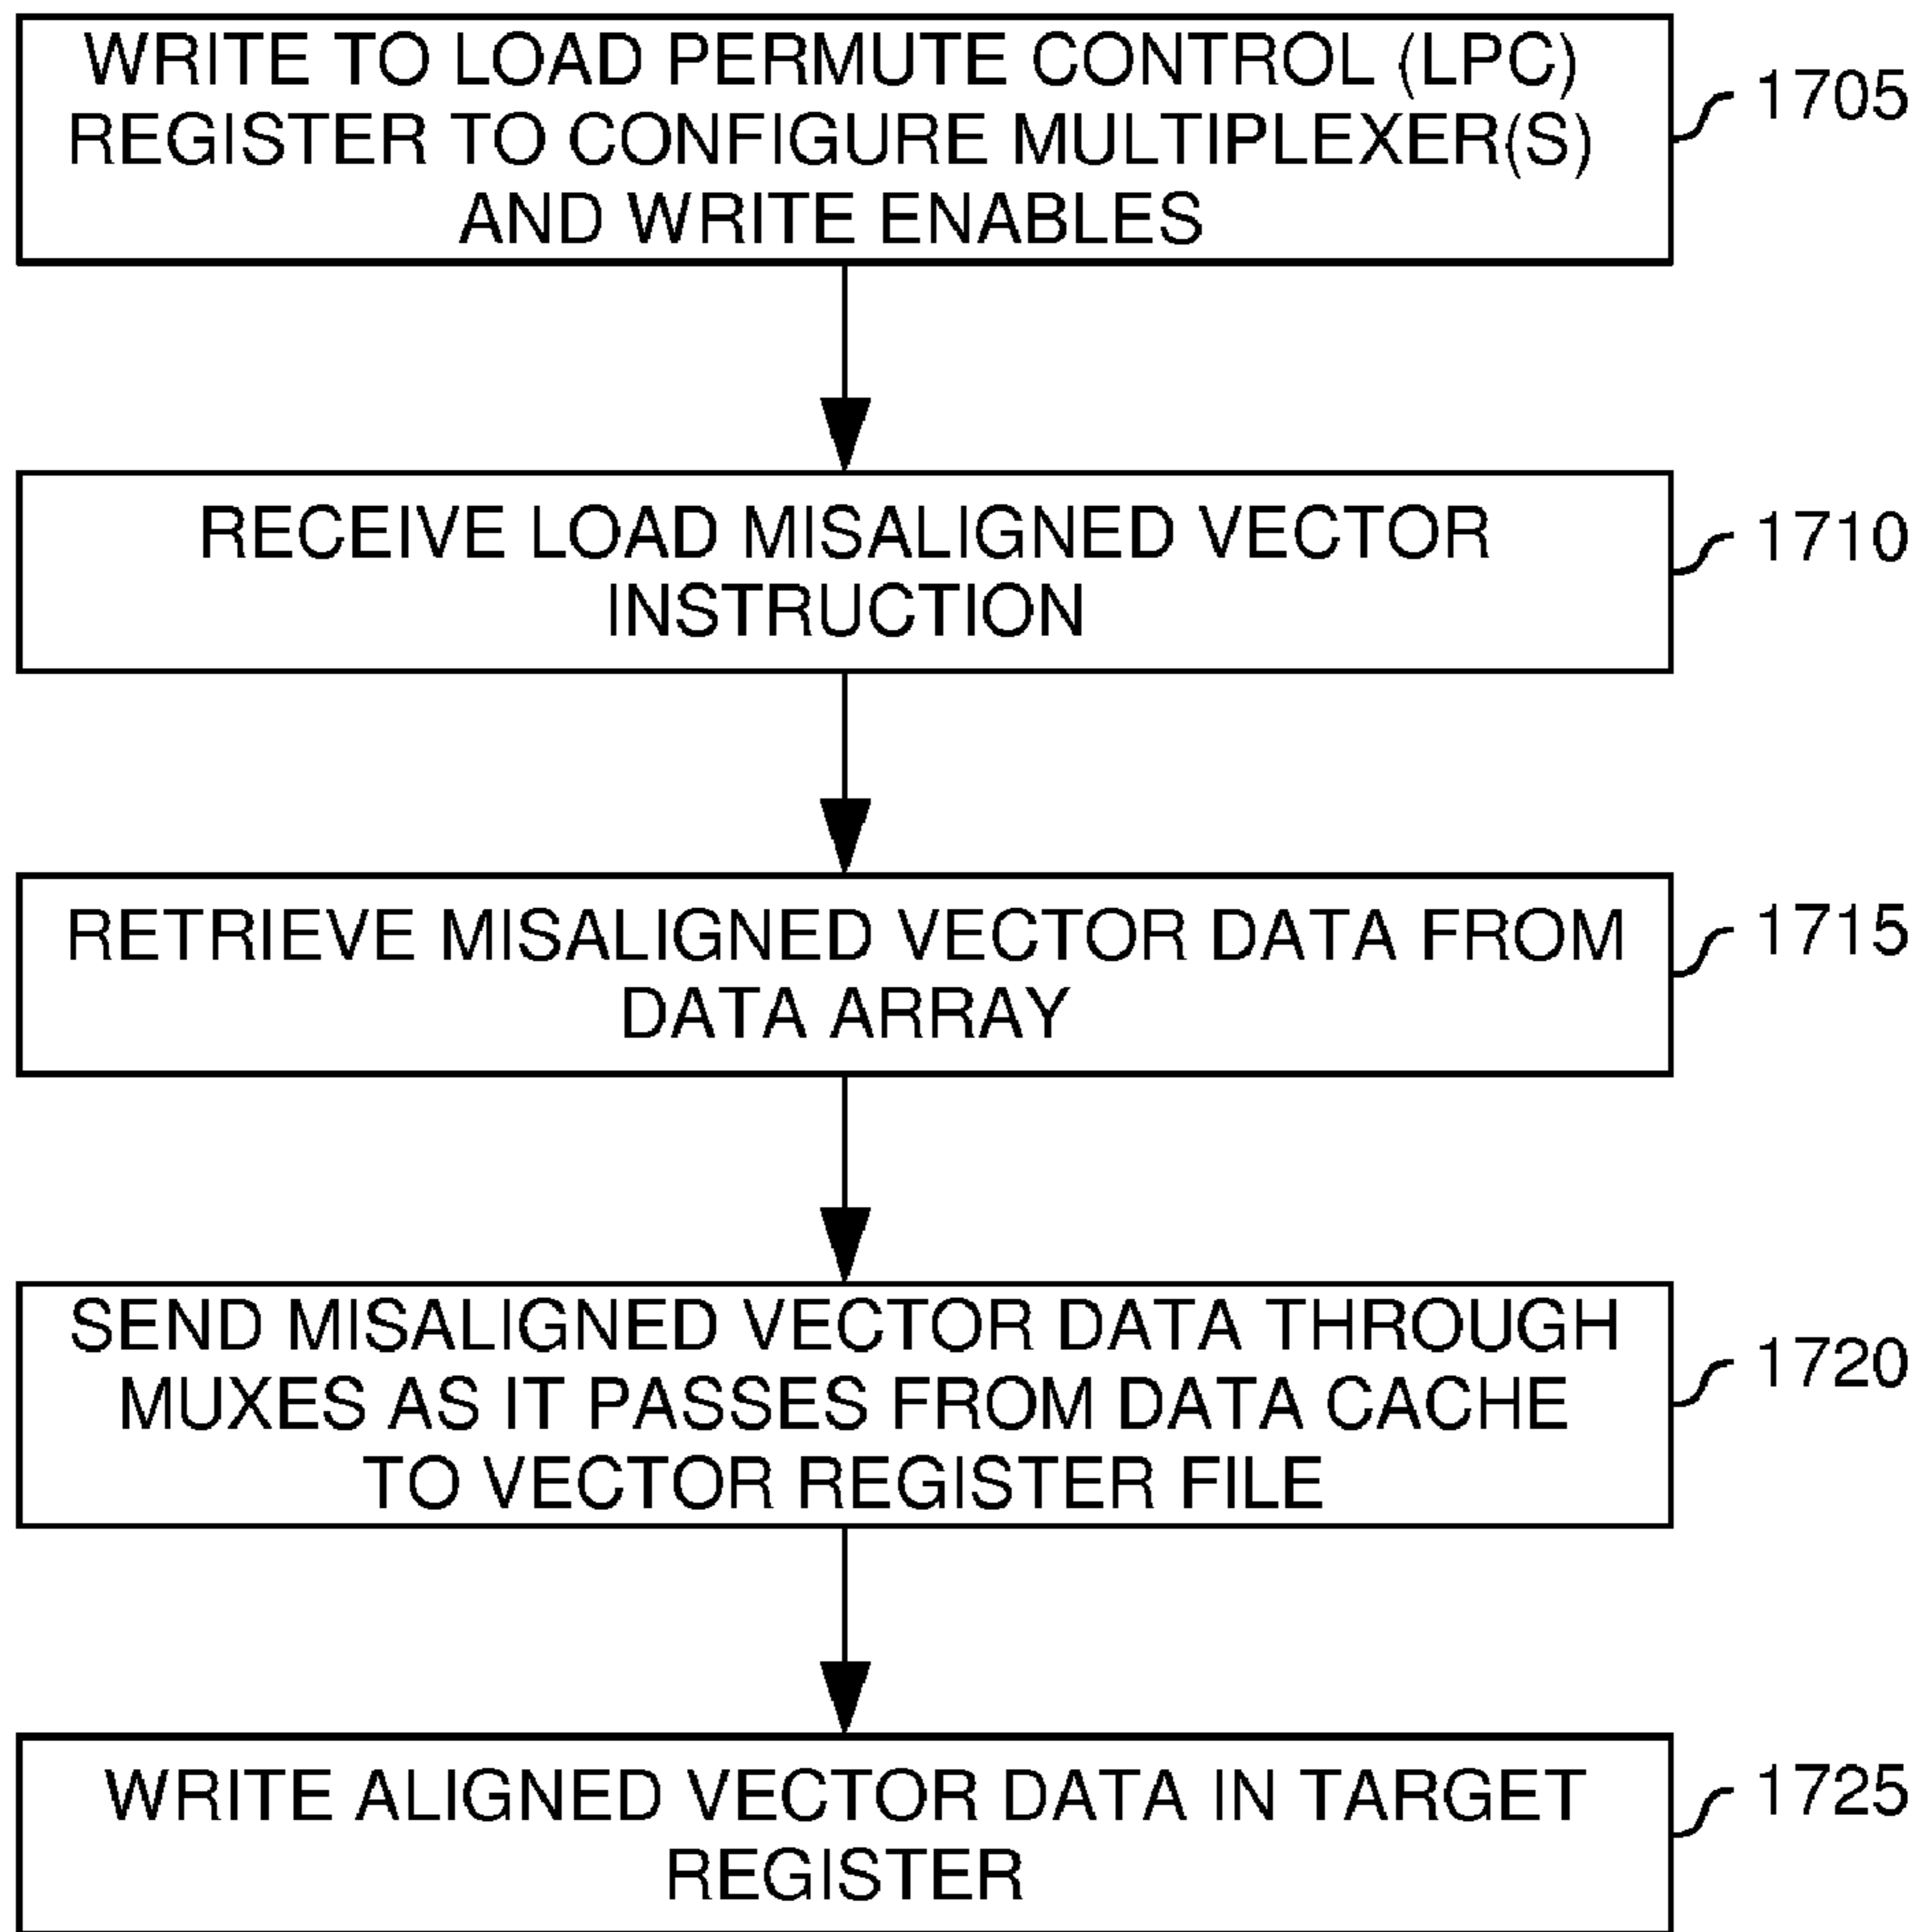 WRITE TO LOAD PERMUTE CONTROL (LPC)
REGISTER TO CONFIGURE MULTIPLEXER(S)
AND WRITE ENABLES
1705
RECEIVE LOAD MISALIGNED VECTOR
INSTRUCTION
1710
RETRIEVE MISALIGNED VECTOR DATA FROM
DATA ARRAY
1715
SEND MISALIGNED VECTOR DATA THROUGH
MUXES AS IT PASSES FROM DATA CACHE
TO VECTOR REGISTER FILE
1720
WRITE ALIGNED VECTOR DATA IN TARGET
REGISTER
1725